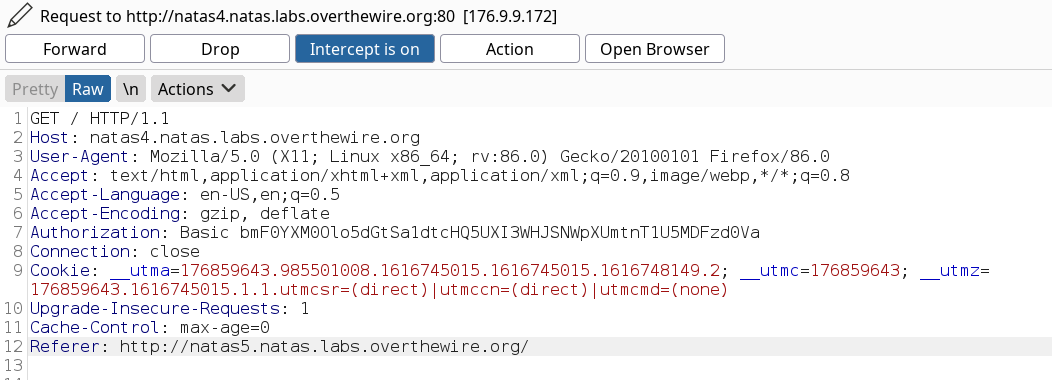 Request to http://natas4.natas.labs.overthewire.org:80 [176.9.9.172]
Forward Drop Intercept is on Action Open Browser
Pretty Raw \n Actions
1 GET / HTTP/1.1
2 Host: natas4.natas.labs.overthewire.org
3 User-Agent: Mozilla/5.0 (X11; Linux x86_64; rv:86.0) Gecko/20100101 Firefox/86.0
4 Accept: text/html,application/xhtml+xml,application/xml;q=0.9,image/webp,*/*;q=0.8
5 Accept-Language: en-US,en;q=0.5
6 Accept-Encoding: gzip, deflate
7 Authorization: Basic bmF0YXM0Olo5dGtSa1dtcHQ5UXI3WHJSNWpXUmtnT1U5MDFzd0Va
8 Connection: close
9 Cookie: __utma=176859643.985501008.1616745015.1616745015.1616748149.2; __utmc=176859643; __utmz=
176859643.1616745015.1.1.utmcsr=(direct)|utmccn=(direct)|utmcmd=(none)
10 Upgrade-Insecure-Requests: 1
11 Cache-Control: max-age=0
12 Referer: http://natas5.natas.labs.overthewire.org/
13